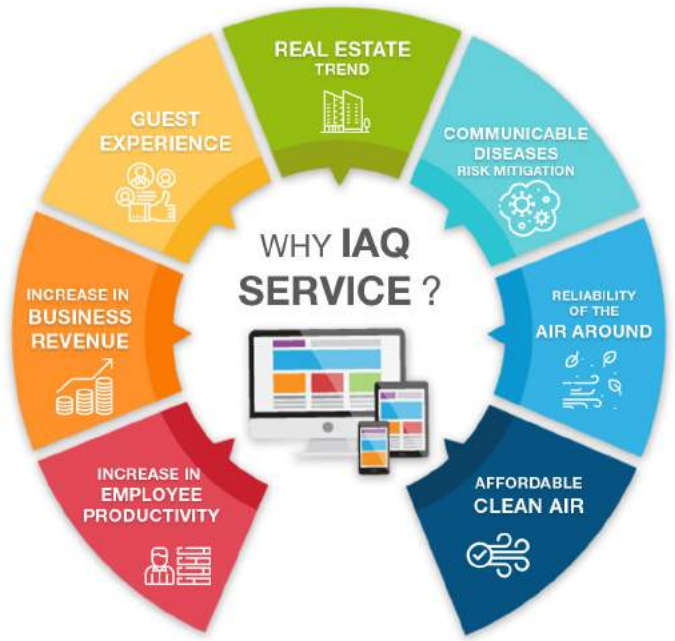 WHY IAQ
SERVICE ?
INCREASE IN
EMPLOYEE
PRODUCTIVITY
INCREASE IN
BUSINESS
REVENUE
GUEST
EXPERIENCE
REAL ESTATE
TREND
COMMUNICABLE
DISEASES
RISK MITIGATION
RELIABILITY
OF THE
AIR AROUND
AFFORDABLE
CLEAN AIR